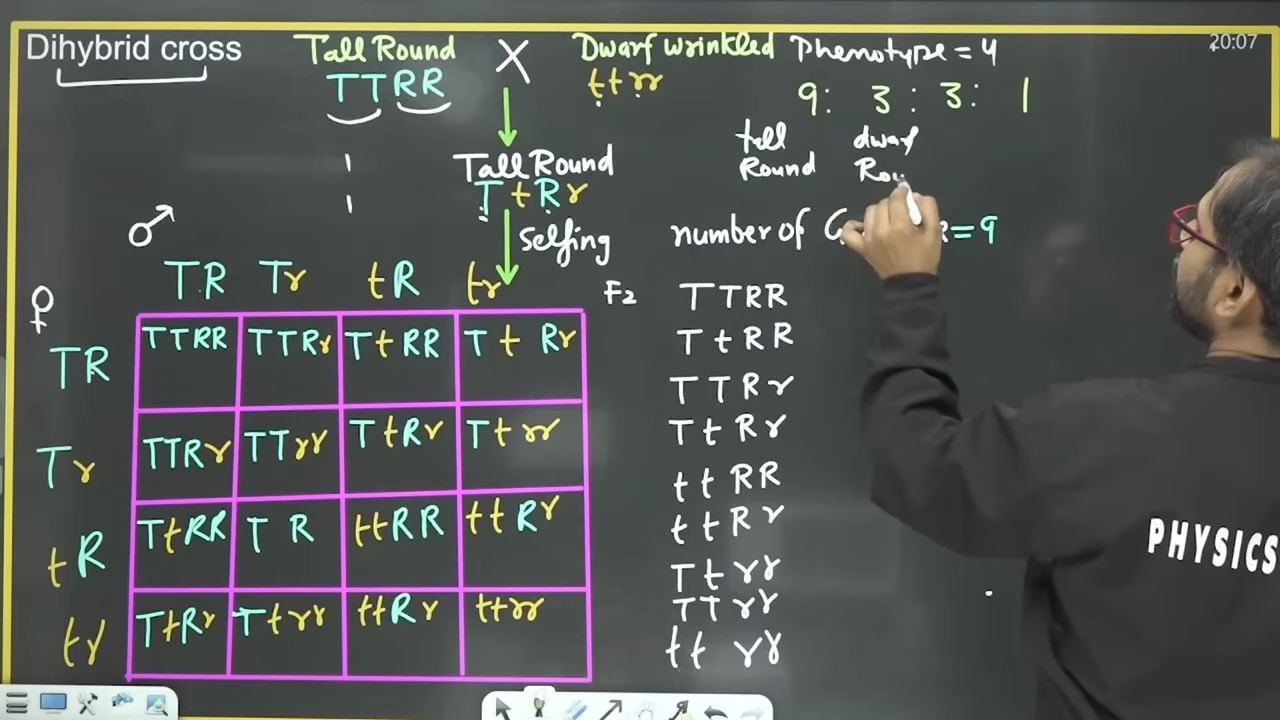 Dihybrid cross
Tall Round X Dwarf wrinkled
TTRR ttrr
Phenotype = 4
20:07
9: 3: 3: 1
tall Round
dwarf
Tall Round
TtRr
selfing
number of = 9
♂
TR Tr tR tr
♀
TR TTRR TTRr TtRR TtRr
Tr TTRr TTrr TtRr Ttrr
tR TtRR T R ttRR ttRr
tr TtRr Ttrr ttRr ttrr
F2
TTRR
TtRR
TTRr
TtRr
ttRR
ttRr
Ttrr
TTrr
ttrr
PHYSICS